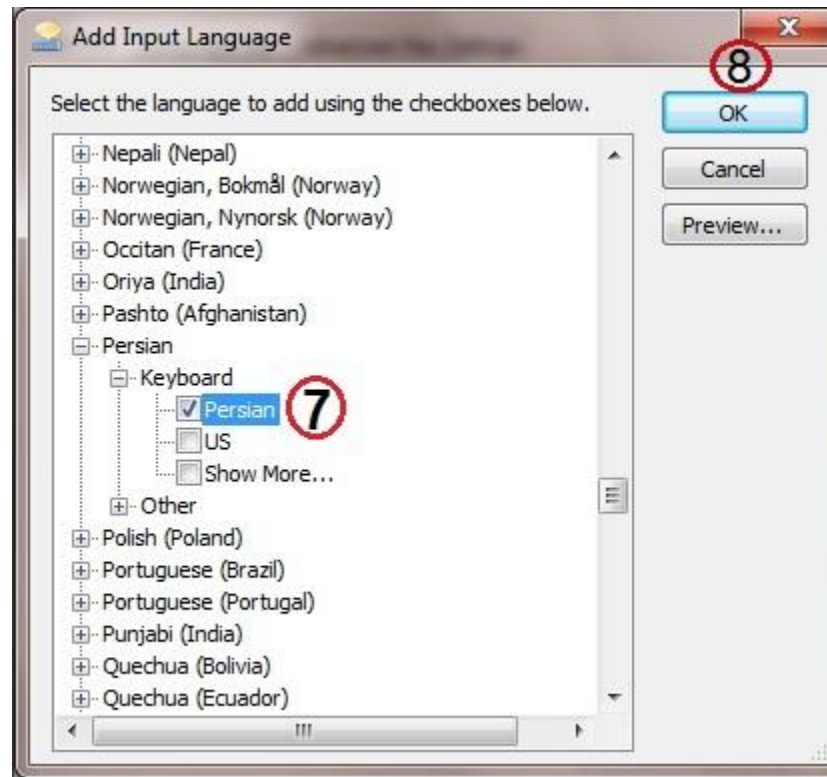 Add Input Language
8
Select the language to add using the checkboxes below.
OK
Nepali (Nepal)
Cancel
Norwegian, Bokmål (Norway)
Norwegian, Nynorsk (Norway)
Preview...
Occitan (France)
Oriya (India)
Pashto (Afghanistan)
Persian
Keyboard
Persian 7
US
Show More...
Other
Polish (Poland)
Portuguese (Brazil)
Portuguese (Portugal)
Punjabi (India)
Quechua (Bolivia)
Quechua (Ecuador)